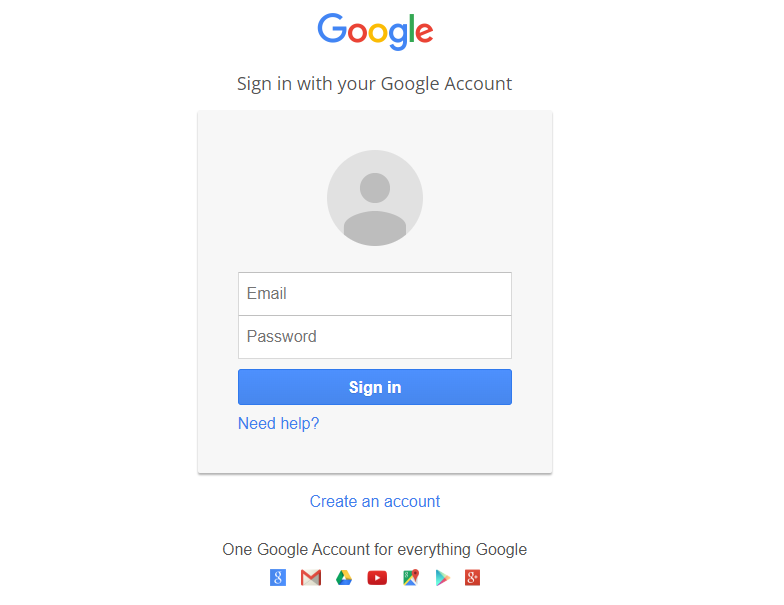 Google
Sign in with your Google Account
Email
Password
Sign in
Need help?
Create an account
One Google Account for everything Google